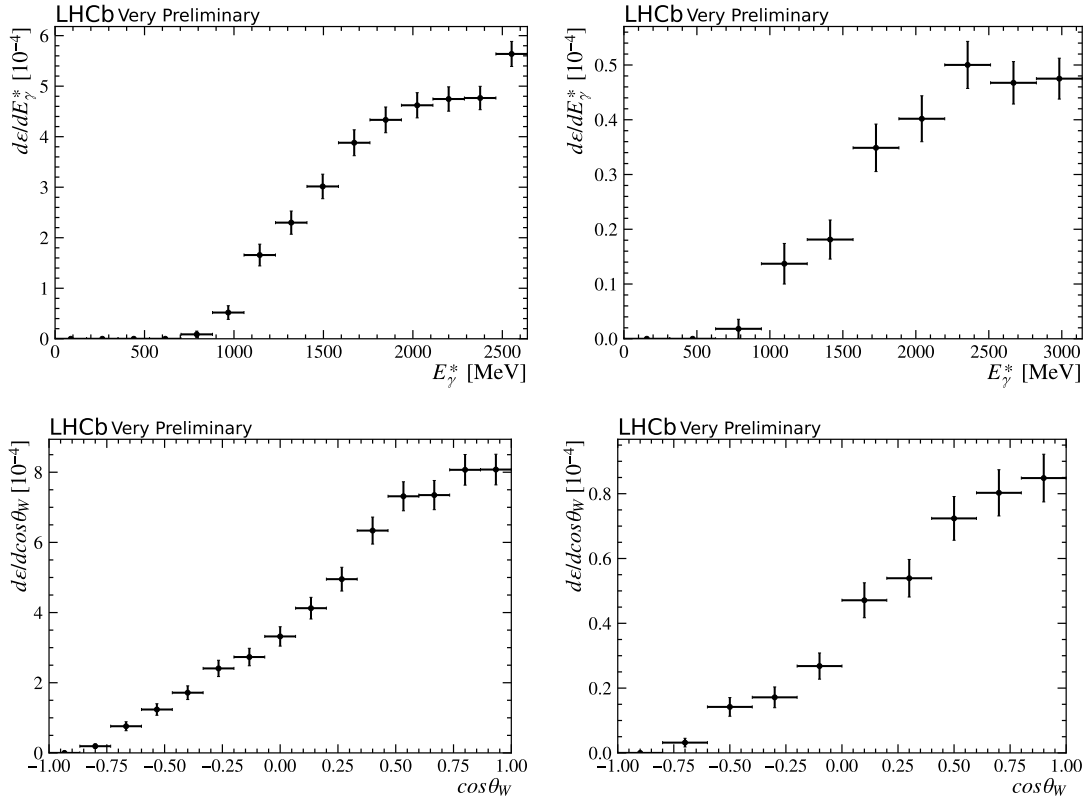 LHCb Very Preliminary
dε/dE*γ [10⁻⁴]
6
5
4
3
2
1
0
0 500 1000 1500 2000 2500
E*γ [MeV]
LHCb Very Preliminary
dε/dE*γ [10⁻⁴]
0.5
0.4
0.3
0.2
0.1
0.0
0 500 1000 1500 2000 2500 3000
E*γ [MeV]
LHCb Very Preliminary
dε/dcosθW [10⁻⁴]
8
6
4
2
0
−1.00 −0.75 −0.50 −0.25 0.00 0.25 0.50 0.75 1.00
cosθW
LHCb Very Preliminary
dε/dcosθW [10⁻⁴]
0.8
0.6
0.4
0.2
0.0
−1.00 −0.75 −0.50 −0.25 0.00 0.25 0.50 0.75 1.00
cosθW